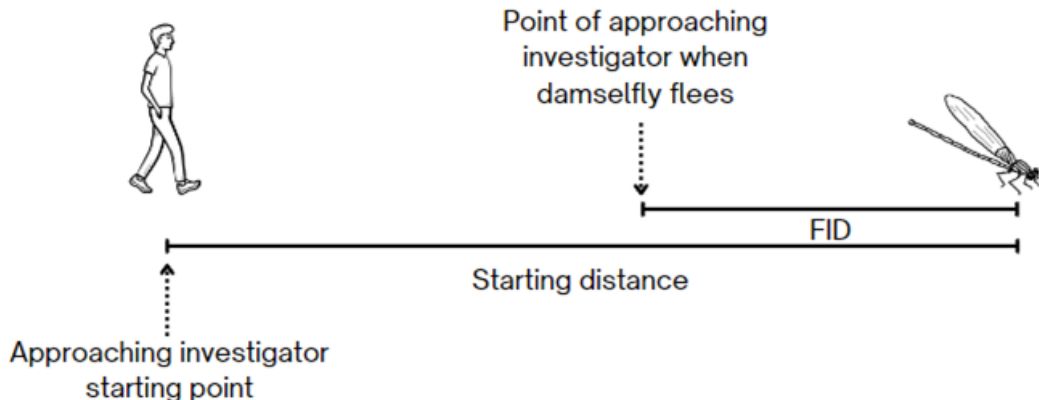 Point of approaching
investigator when
damselfly flees
FID
Starting distance
Approaching investigator
starting point